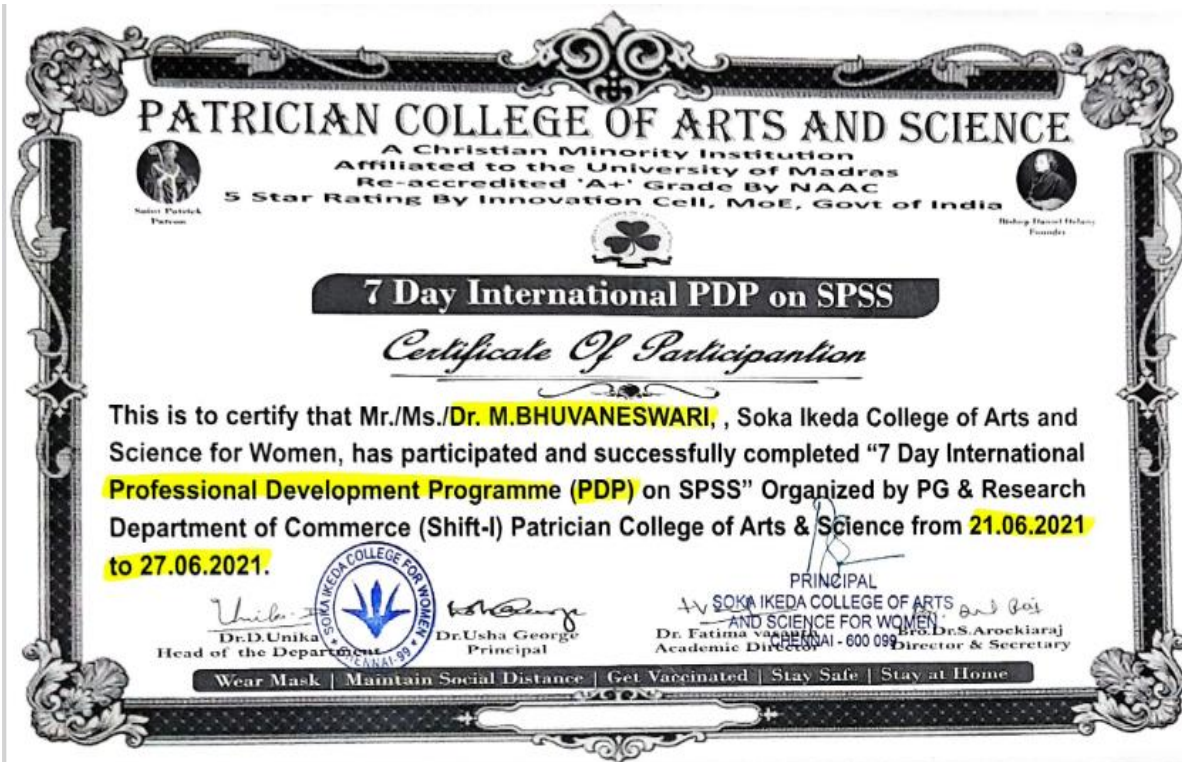 PATRICIAN COLLEGE OF ARTS AND SCIENCE
A Christian Minority Institution
Affiliated to the University of Madras
Re-accredited 'A+' Grade By NAAC
5 Star Rating By Innovation Cell, MoE, Govt of India
Saint Patrick
Patron
Bishop Daniel Delany
Founder
7 Day International PDP on SPSS
Certificate Of Participantion
This is to certify that Mr./Ms./Dr. M.BHUVANESWARI, , Soka Ikeda College of Arts and
Science for Women, has participated and successfully completed “7 Day International
Professional Development Programme (PDP) on SPSS” Organized by PG & Research
Department of Commerce (Shift-I) Patrician College of Arts & Science from 21.06.2021
to 27.06.2021.
SOKA IKEDA COLLEGE FOR WOMEN
CHENNAI-99
Dr.D.Unika
Head of the Department
Dr.Usha George
Principal
Dr. Fatima vasanth
Academic Director
PRINCIPAL
SOKA IKEDA COLLEGE OF ARTS
AND SCIENCE FOR WOMEN
CHENNAI - 600 099
Bro.Dr.S.Arockiaraj
Director & Secretary
Wear Mask | Maintain Social Distance | Get Vaccinated | Stay Safe | Stay at Home